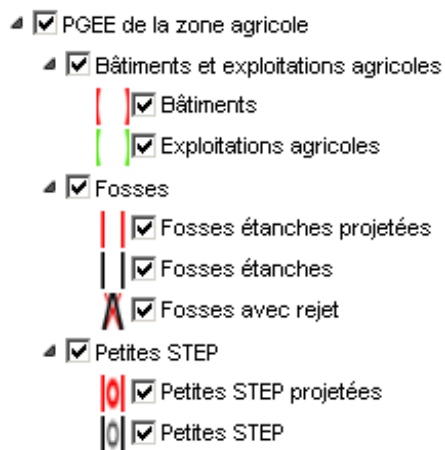 PGEE de la zone agricole
Bâtiments et exploitations agricoles
Bâtiments
Exploitations agricoles
Fosses
Fosses étanches projetées
Fosses étanches
Fosses avec rejet
Petites STEP
Petites STEP projetées
Petites STEP